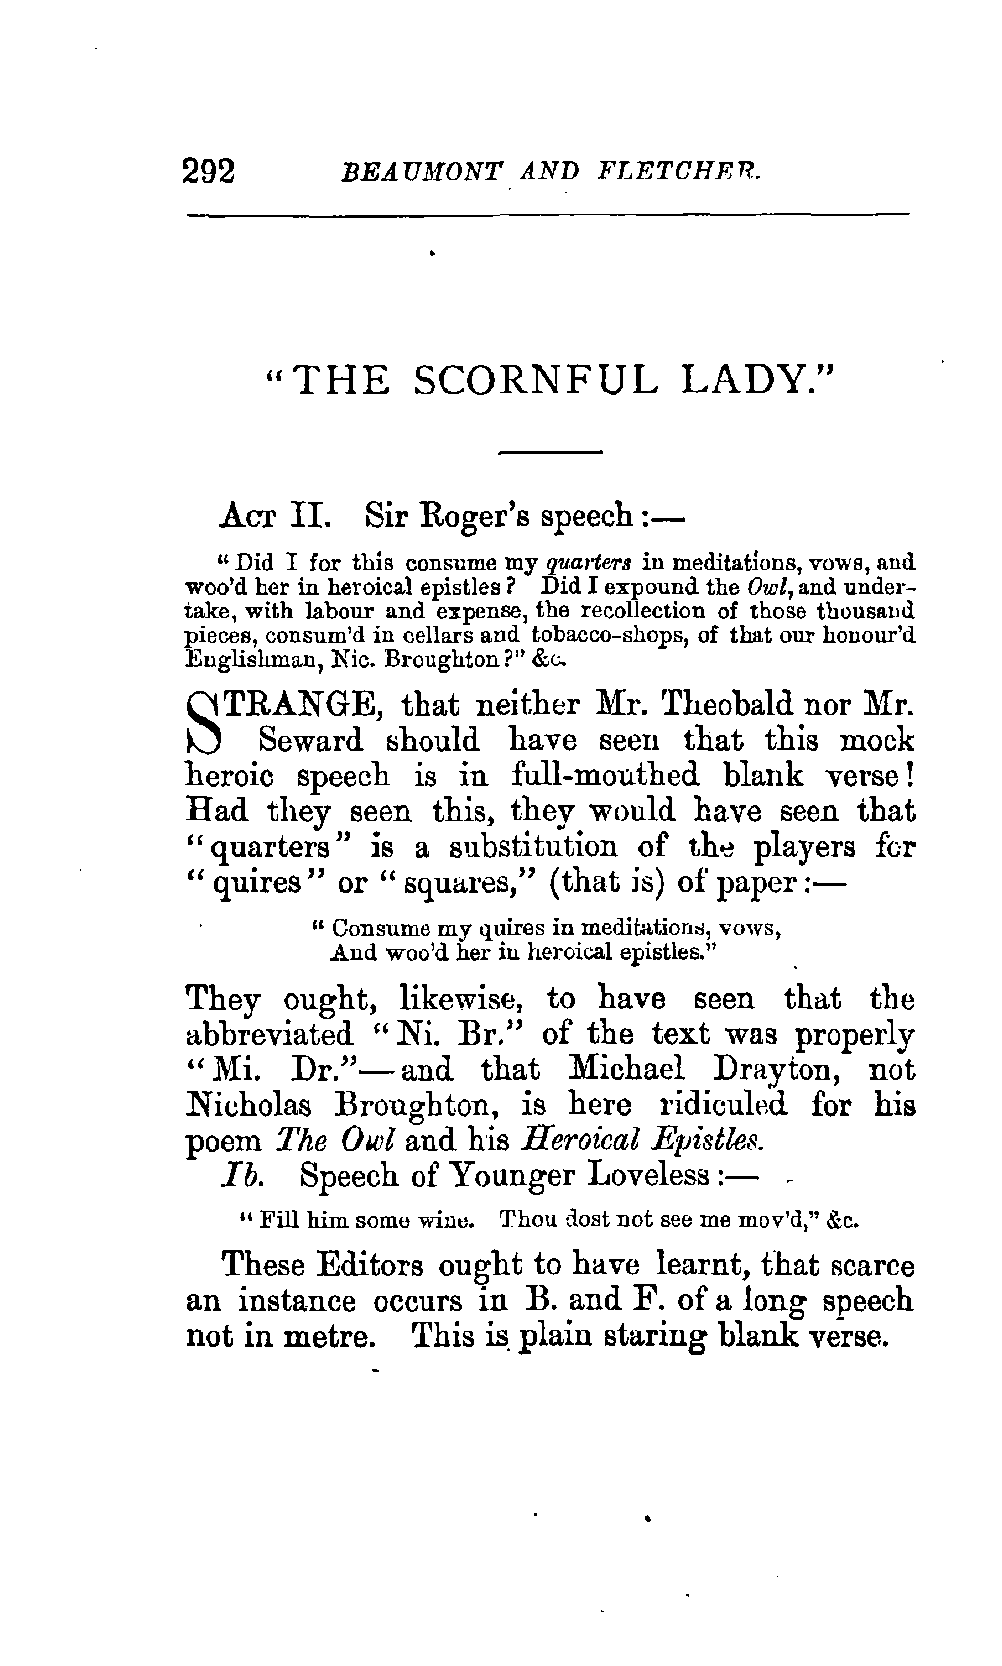 292 BEAUMONT AND FLETCHER.
"THE SCORNFUL LADY."
ACT II. Sir Roger's speech:—
"Did I for this consume my quarters in meditations, vows, and
woo'd her in heroical epistles? Did I expound the Owl, and under-
take, with labour and expense, the recollection of those thousand
pieces, consum'd in cellars and tobacco-shops, of that our honour'd
Englishman, Nic. Broughton?" &c.
STRANGE, that neither Mr. Theobald nor Mr.
Seward should have seen that this mock
heroic speech is in full-mouthed blank verse!
Had they seen this, they would have seen that
"quarters" is a substitution of the players for
"quires" or "squares," (that is) of paper:—
"Consume my quires in meditations, vows,
And woo'd her in heroical epistles."
They ought, likewise, to have seen that the
abbreviated "Ni. Br." of the text was properly
"Mi. Dr."—and that Michael Drayton, not
Nicholas Broughton, is here ridiculed for his
poem The Owl and his Heroical Epistles.
Ib. Speech of Younger Loveless:—
"Fill him some wine. Thou dost not see me mov'd," &c.
These Editors ought to have learnt, that scarce
an instance occurs in B. and F. of a long speech
not in metre. This is plain staring blank verse.